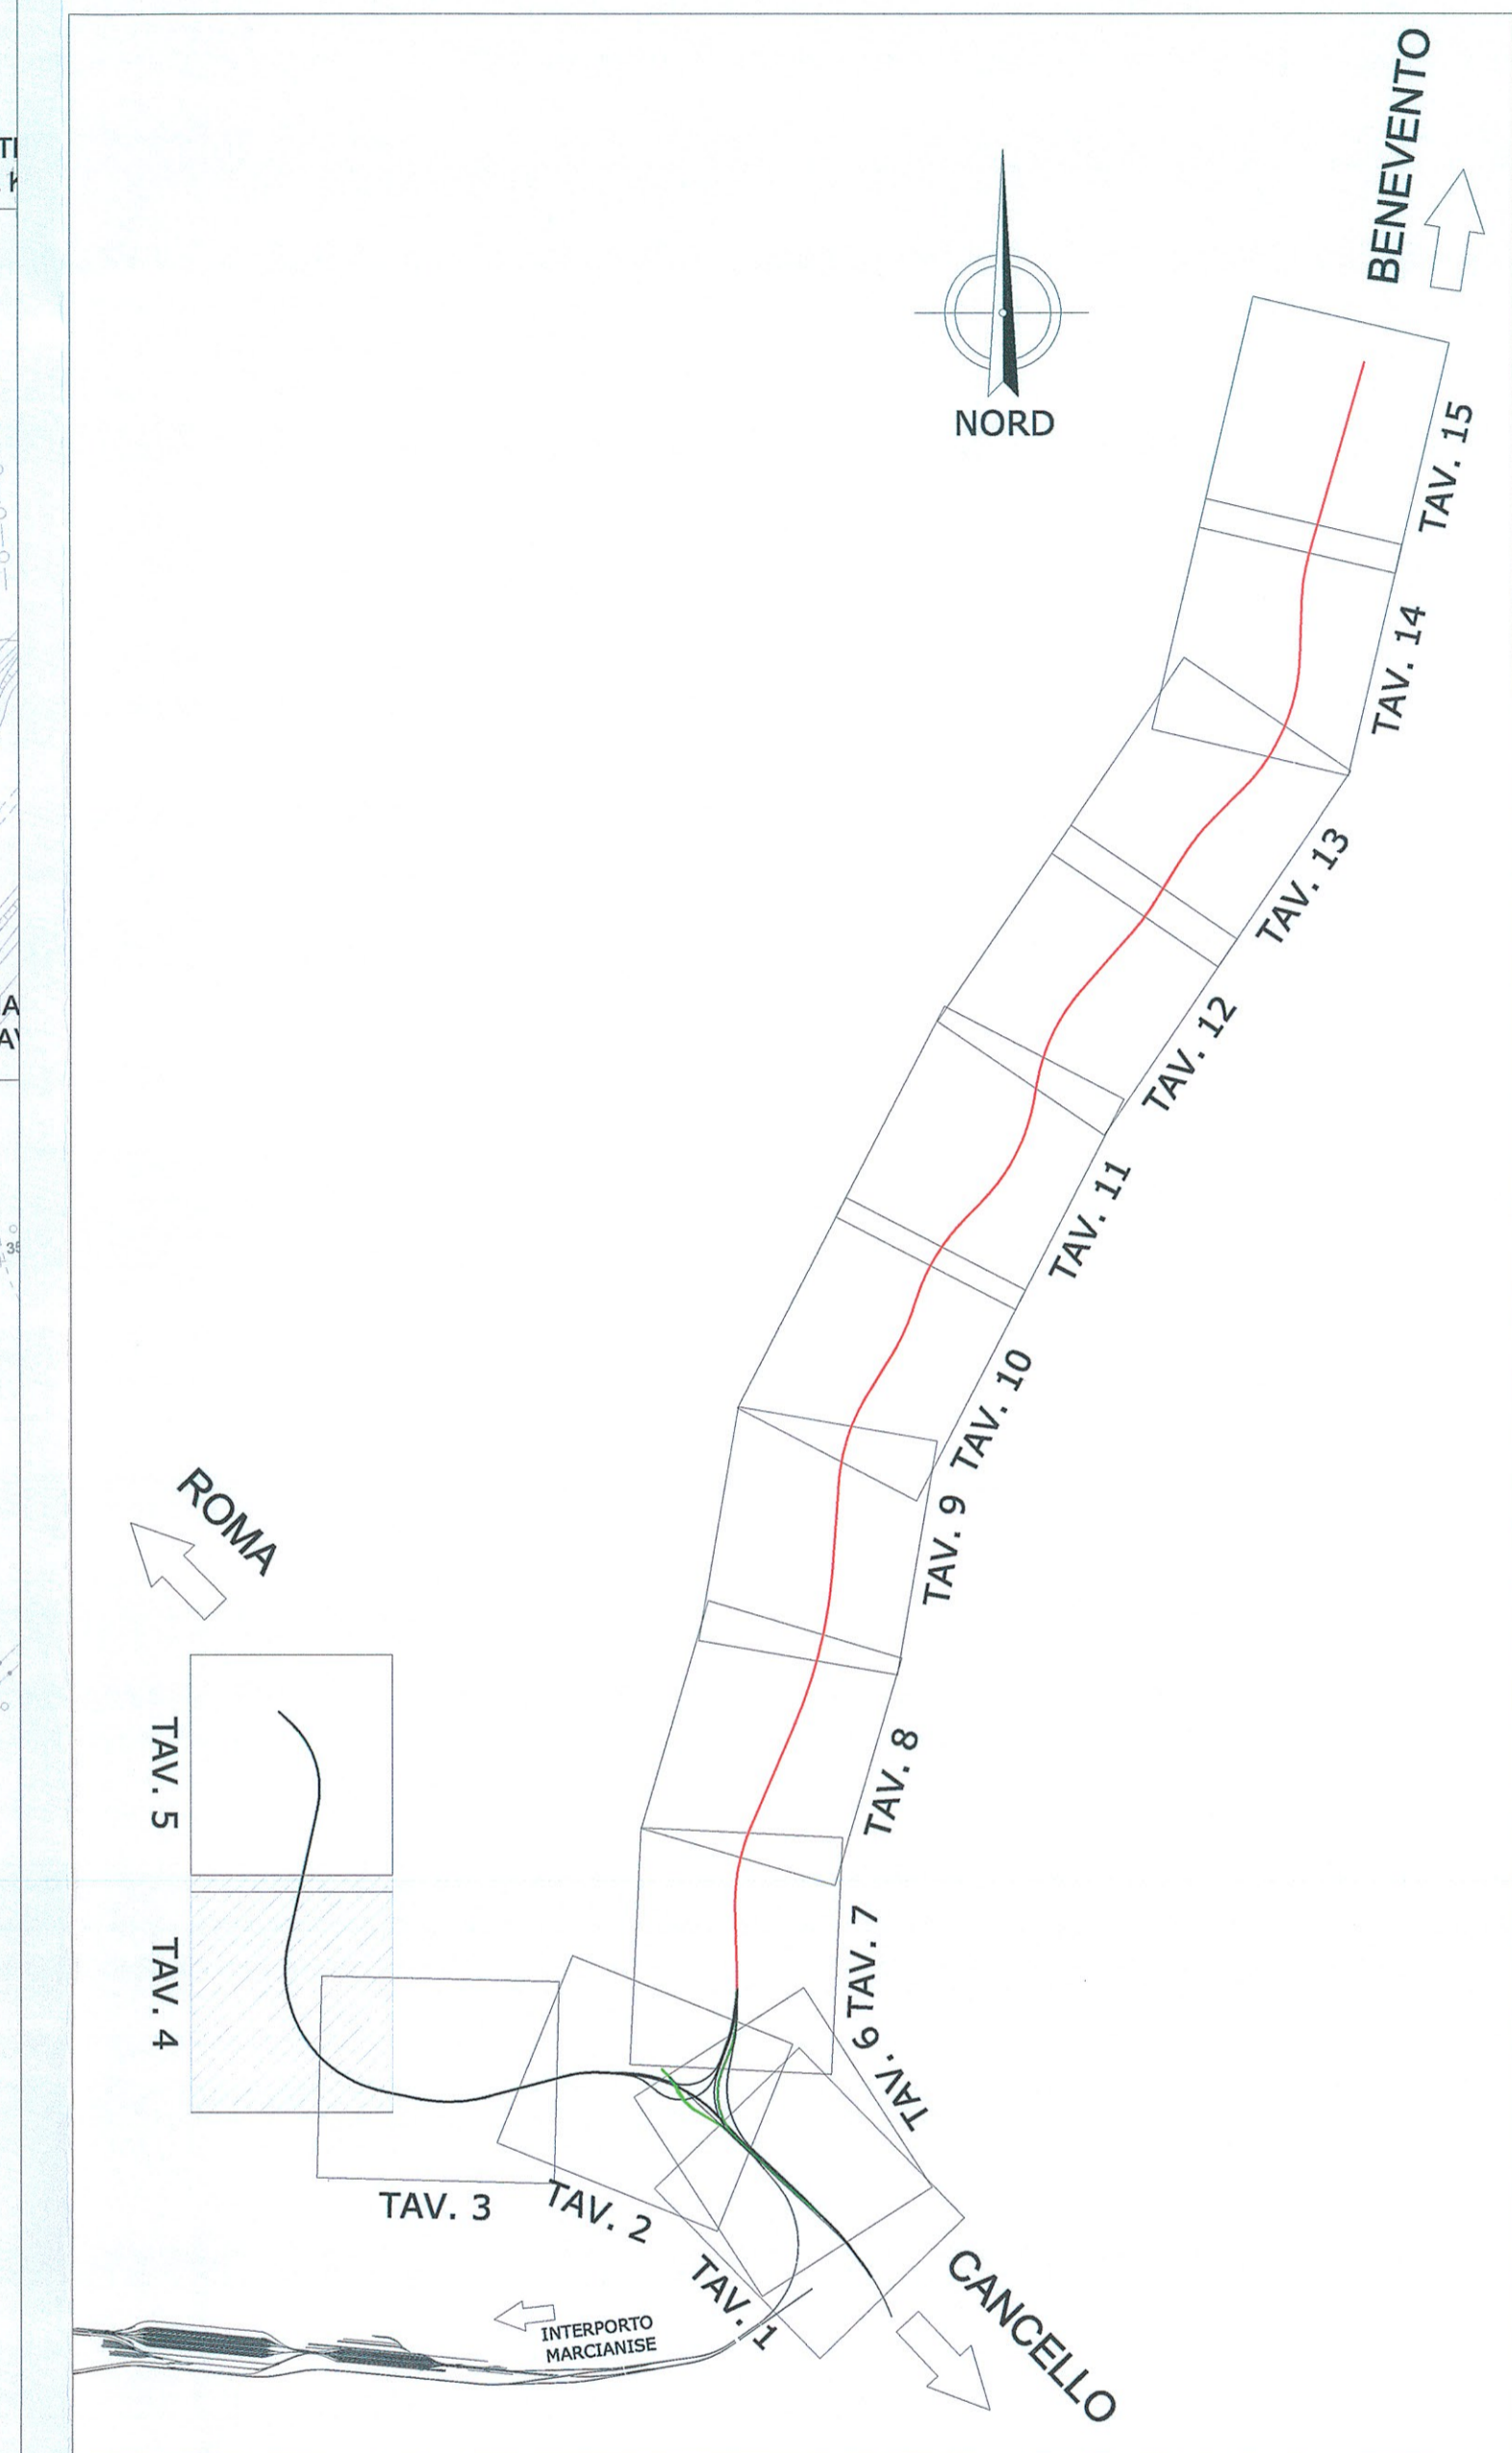 BENEVENTO
NORD
TAV. 15
TAV. 14
TAV. 13
TAV. 12
TAV. 11
TAV. 10
TAV. 9
ROMA
TAV. 8
TAV. 5
TAV. 7
TAV. 4
TAV. 6
TAV. 3
TAV. 2
TAV. 1
CANCELLO
INTERPORTO
MARCIANISE